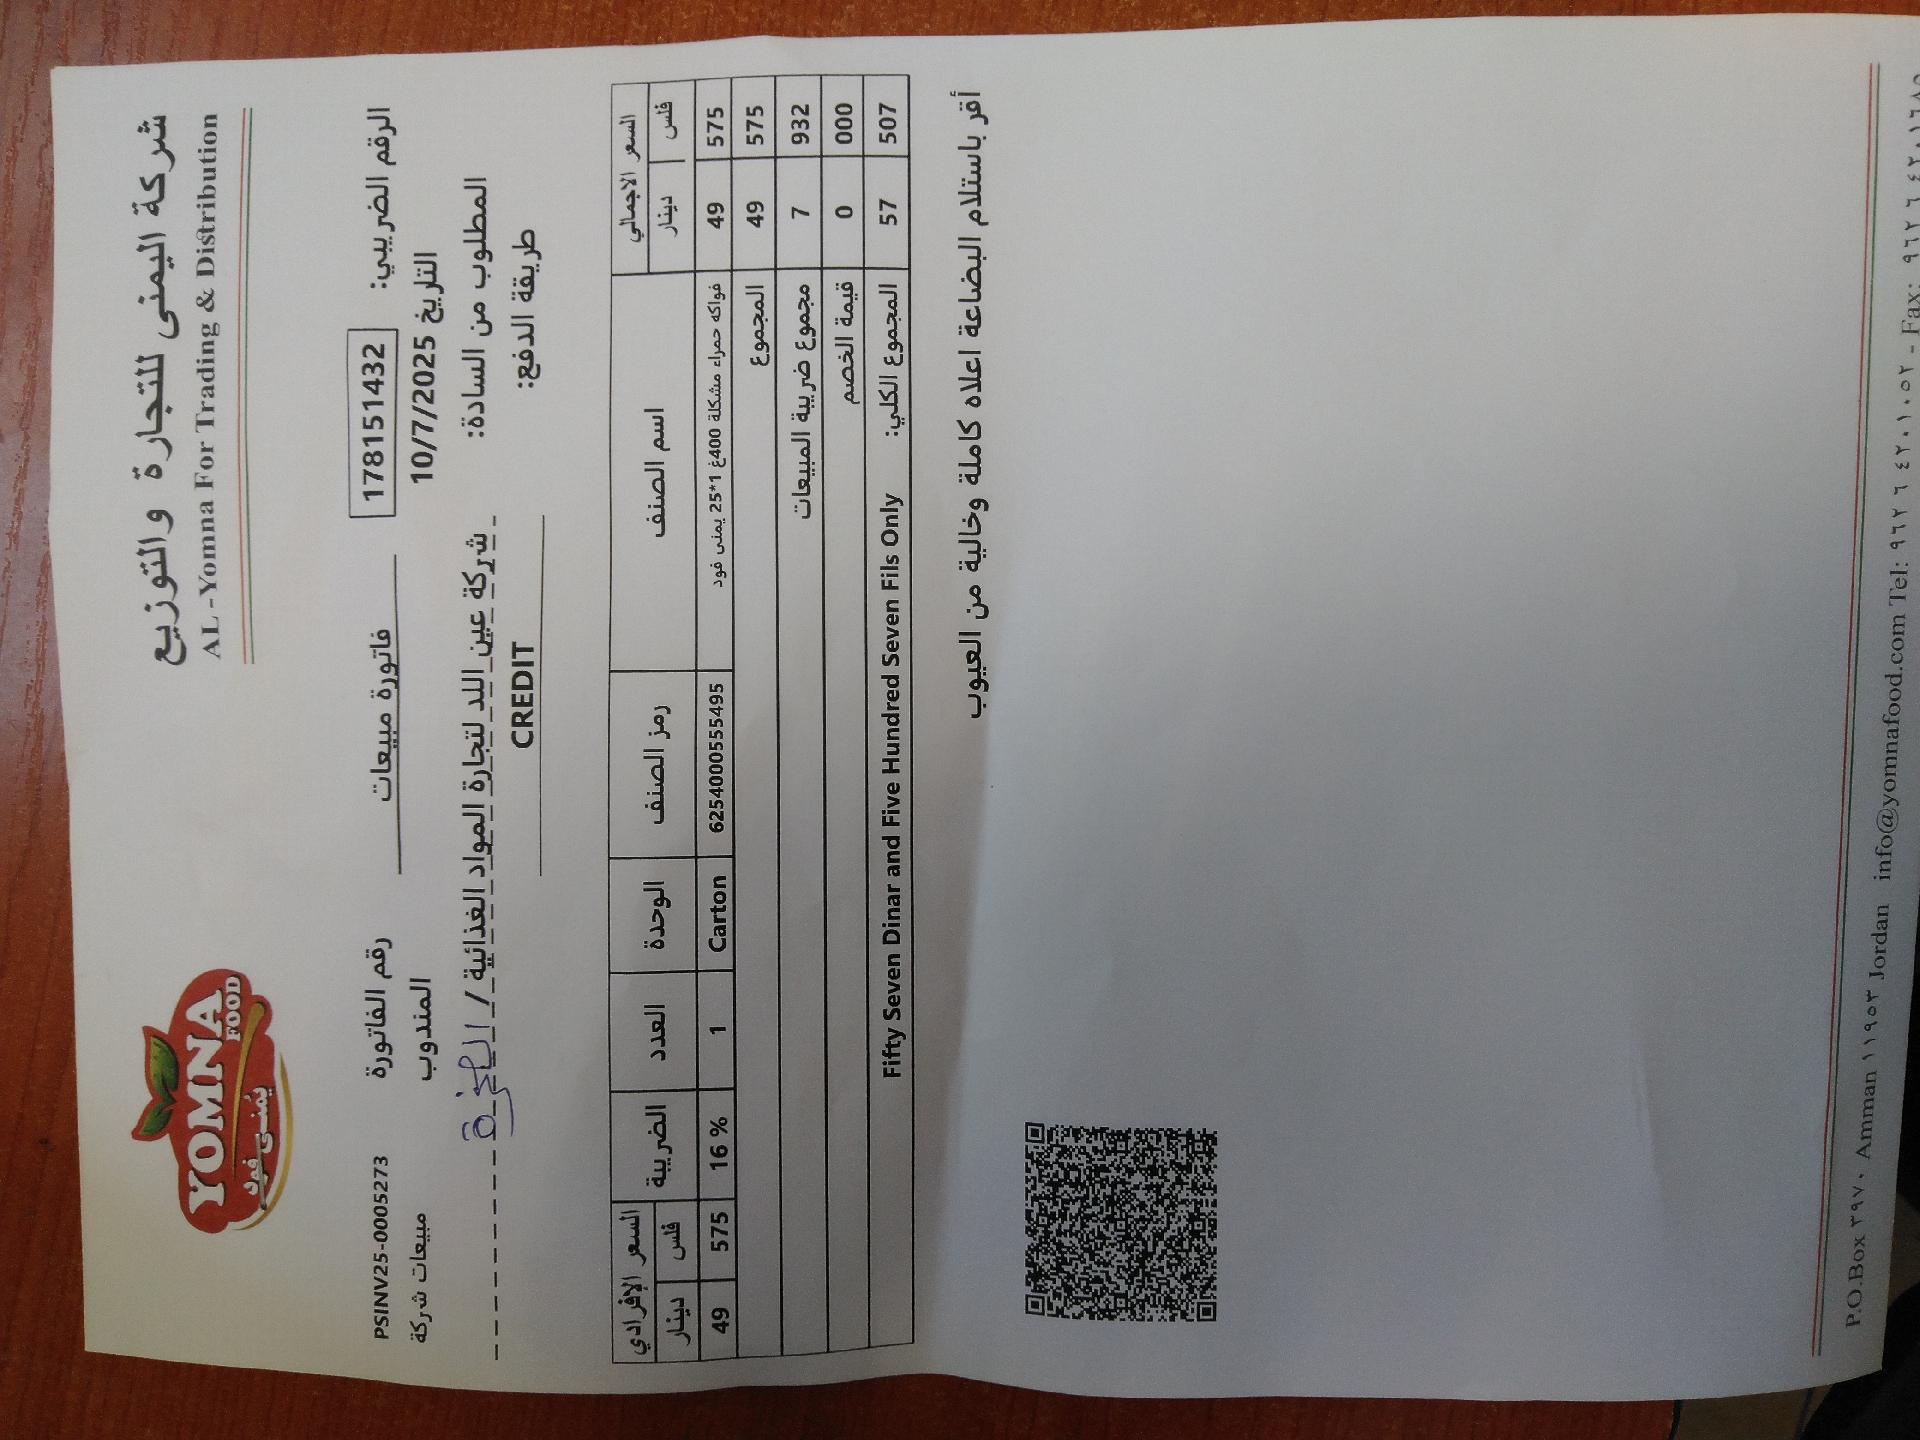 شركة اليمنى للتجارة والتوزيع
AL-Yomna For Trading & Distribution
YOMNA
FOOD
يُمنى فود
الرقم الضريبي: 178151432 فاتورة مبيعات رقم الفاتورة PSINV25-0005273
التاريخ 10/7/2025 المندوب مبيعات شركة
المطلوب من السادة: شركة عين اللد لتجارة المواد الغذائية /
طريقة الدفع: CREDIT
السعر الاجمالي اسم الصنف رمز الصنف الوحدة العدد الضريبة السعر الإفرادي
فلس دينار فلس دينار
575 49 فواكه حمراء مشكلة 400غ 1*25 يمنى فود 6254000555495 Carton 1 16 % 575 49
575 49 المجموع
932 7 مجموع ضريبة المبيعات
000 0 قيمة الخصم
507 57 المجموع الكلي: Fifty Seven Dinar and Five Hundred Seven Fils Only
أقر باستلام البضاعة اعلاه كاملة وخالية من العيوب
P.O.Box ٣٩٧٠ Amman ١١٩٥٣ Jordan info@yomnafood.com Tel: ٩٦٢ ٦ ٤٢٠١٠٥٢ - Fax: ٩٦٢ ٦